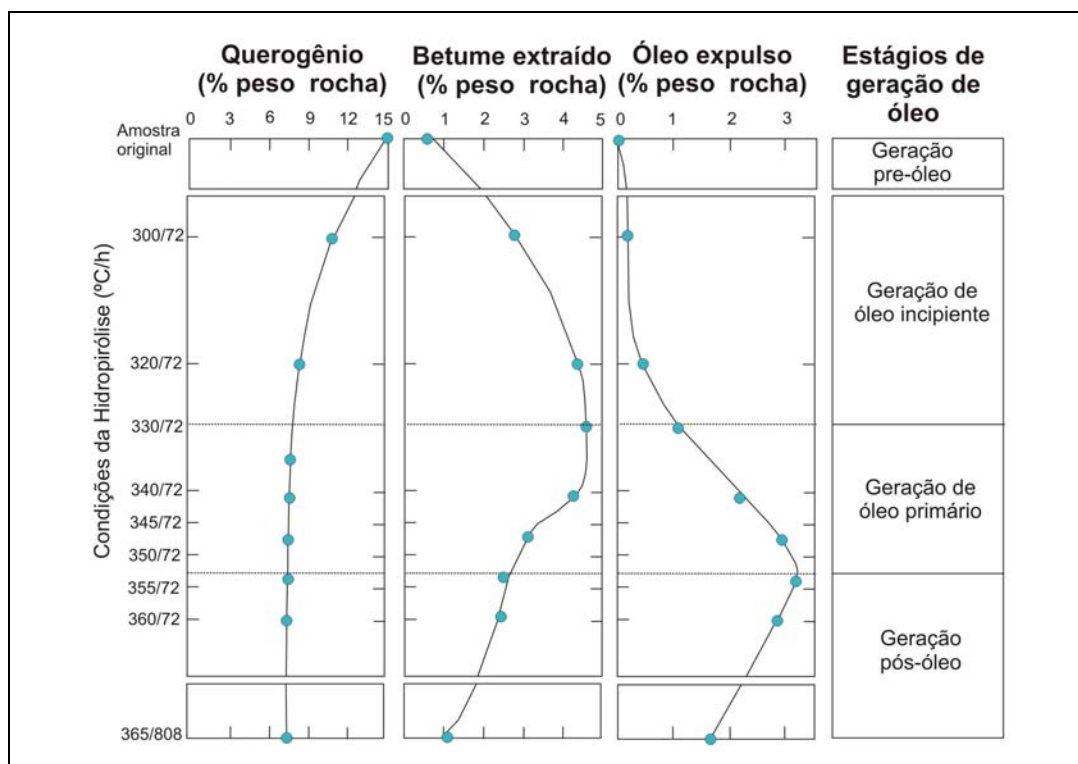 Querogênio
(% peso rocha)
Betume extraído
(% peso rocha)
Óleo expulso
(% peso rocha)
Estágios de
geração de
óleo
0 3 6 9 12 15
0 1 2 3 4 5
0 1 2 3
Amostra
original
300/72
320/72
330/72
340/72
345/72
350/72
355/72
360/72
365/808
Condições da Hidropirólise (ºC/h)
Geração
pre-óleo
Geração de
óleo incipiente
Geração de
óleo primário
Geração
pós-óleo